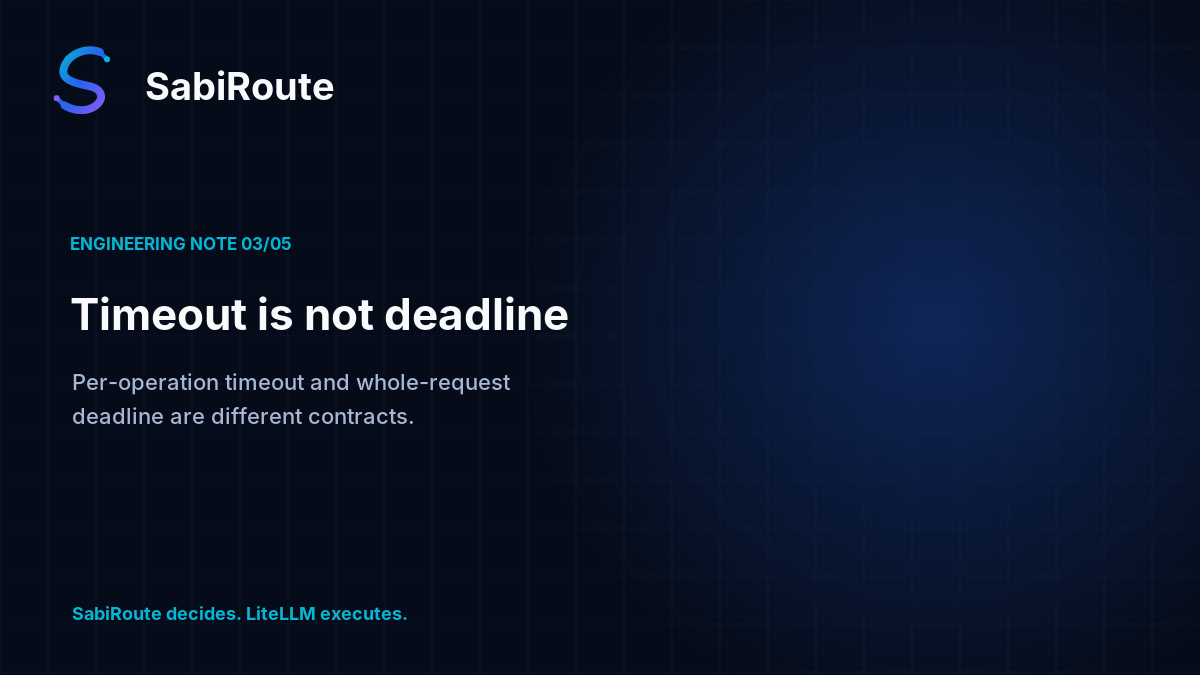 SabiRoute
ENGINEERING NOTE 03/05
Timeout is not deadline
Per-operation timeout and whole-request
deadline are different contracts.
SabiRoute decides. LiteLLM executes.